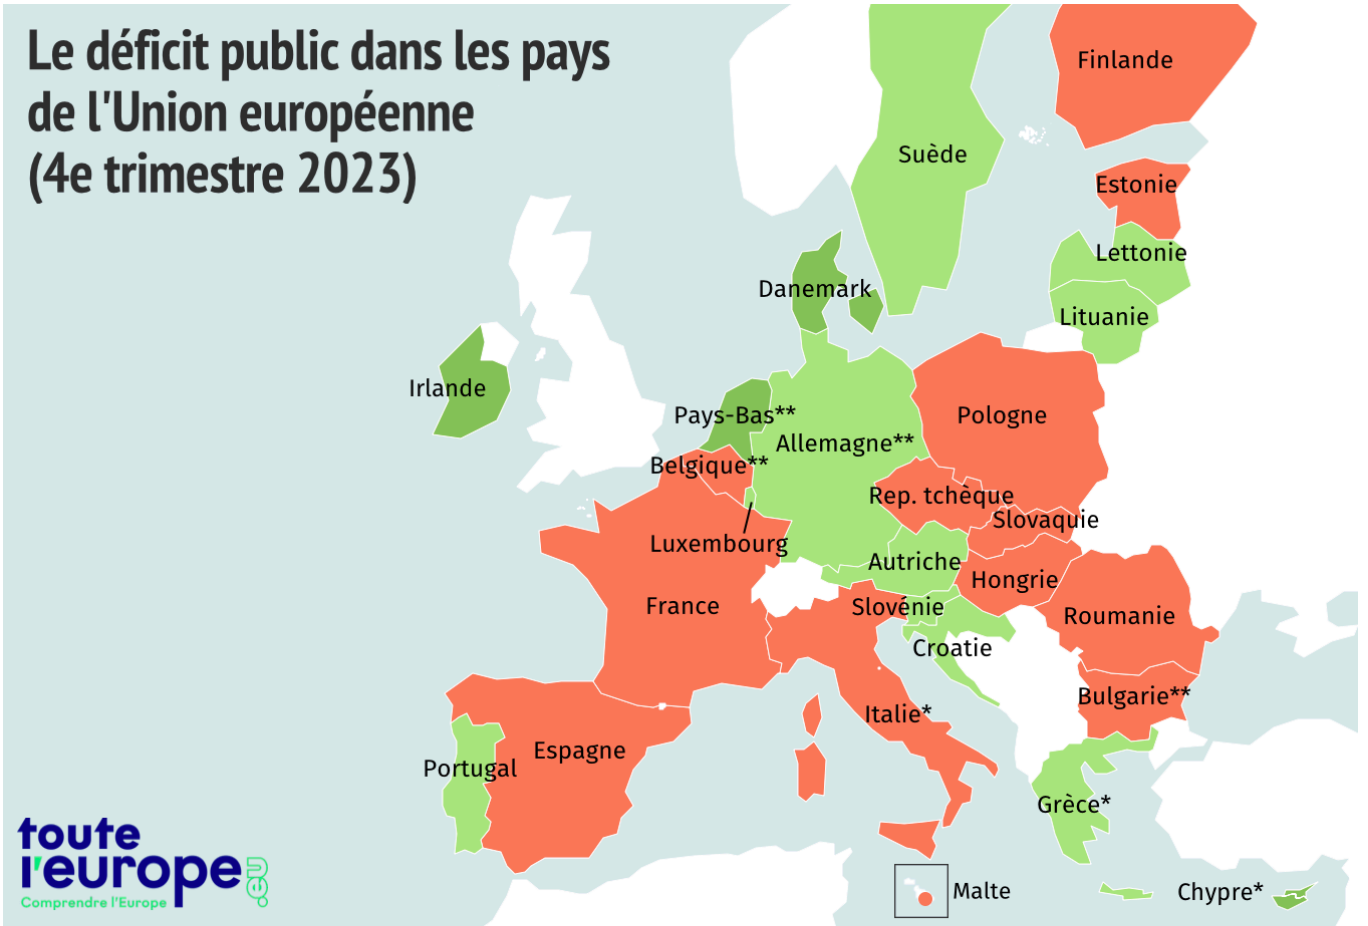 Le déficit public dans les pays
de l'Union européenne
(4e trimestre 2023)
Finlande
Suède
Estonie
Lettonie
Danemark
Lituanie
Irlande
Pays-Bas**
Pologne
Allemagne**
Belgique**
Rep. tchèque
Slovaquie
Luxembourg
Autriche
Hongrie
France
Slovénie
Roumanie
Croatie
Bulgarie**
Italie*
Espagne
Portugal
Grèce*
toute
l'europe
.eu
Comprendre l'Europe
Malte
Chypre*